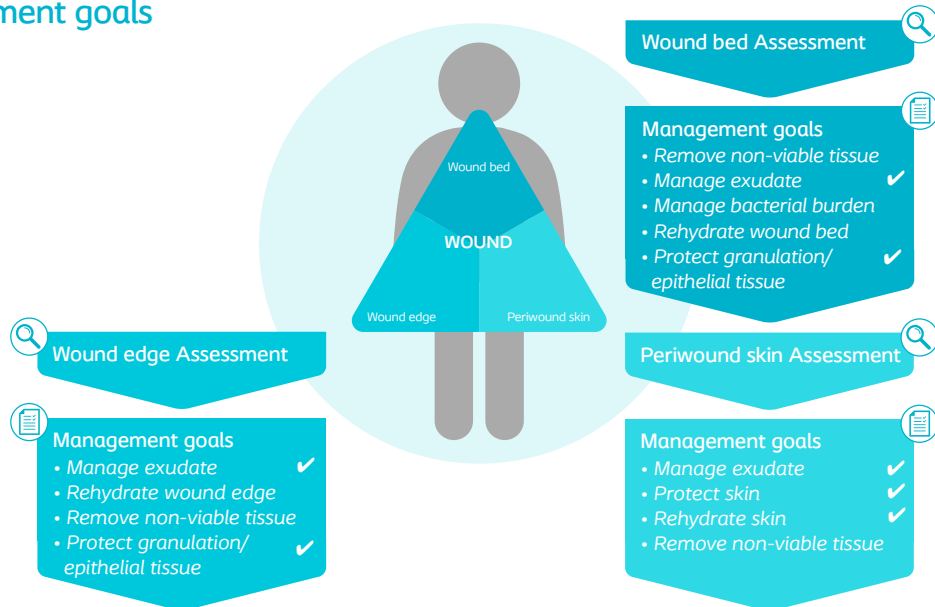 ment goals
Wound bed Assessment
Management goals
• Remove non-viable tissue
• Manage exudate ✔
• Manage bacterial burden
• Rehydrate wound bed
• Protect granulation/ ✔
epithelial tissue
Wound bed
WOUND
Wound edge
Periwound skin
Wound edge Assessment
Management goals
• Manage exudate ✔
• Rehydrate wound edge
• Remove non-viable tissue
• Protect granulation/ ✔
epithelial tissue
Periwound skin Assessment
Management goals
• Manage exudate ✔
• Protect skin ✔
• Rehydrate skin ✔
• Remove non-viable tissue